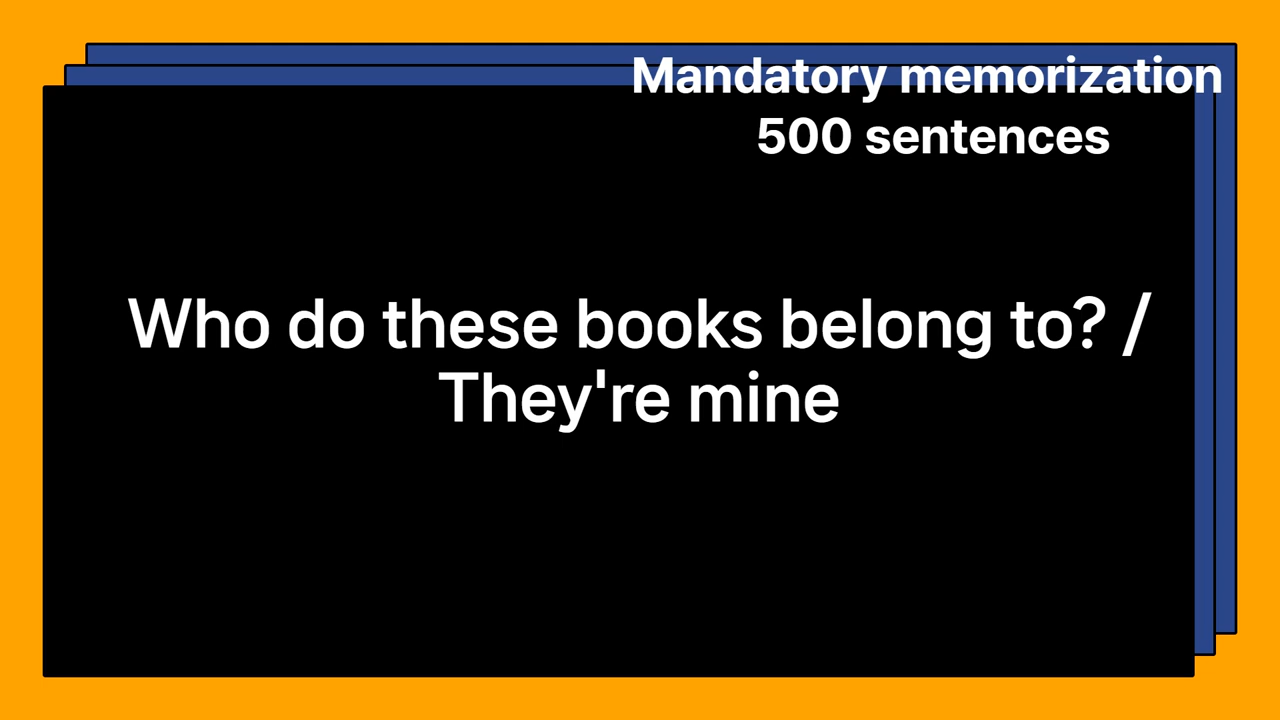 Mandatory memorization
500 sentences
Who do these books belong to? /
They're mine